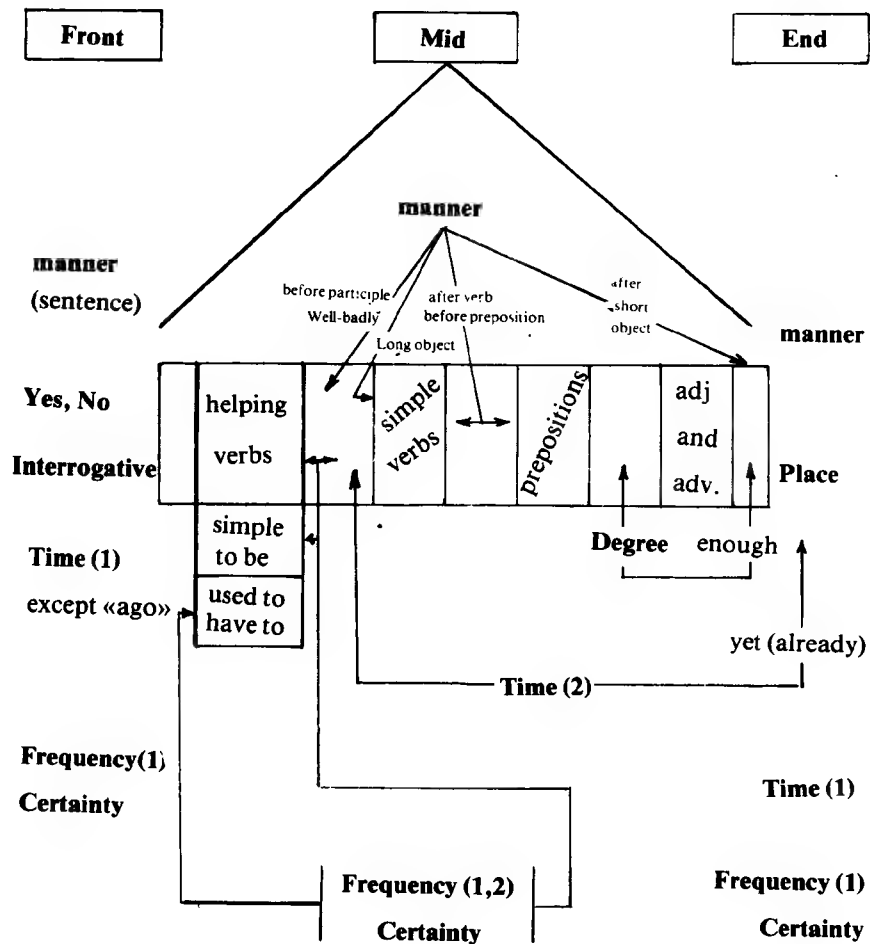 Front
Mid
End
manner
manner
(sentence)
before participle
Well-badly
Long object
after verb
before preposition
after
short
object
manner
Yes, No
Interrogative
helping
verbs
simple
verbs
prepositions
adj
and
adv.
Place
simple
to be
used to
have to
Time (1)
except «ago»
Degree enough
yet (already)
Time (2)
Frequency(1)
Certainty
Time (1)
Frequency (1,2)
Certainty
Frequency (1)
Certainty